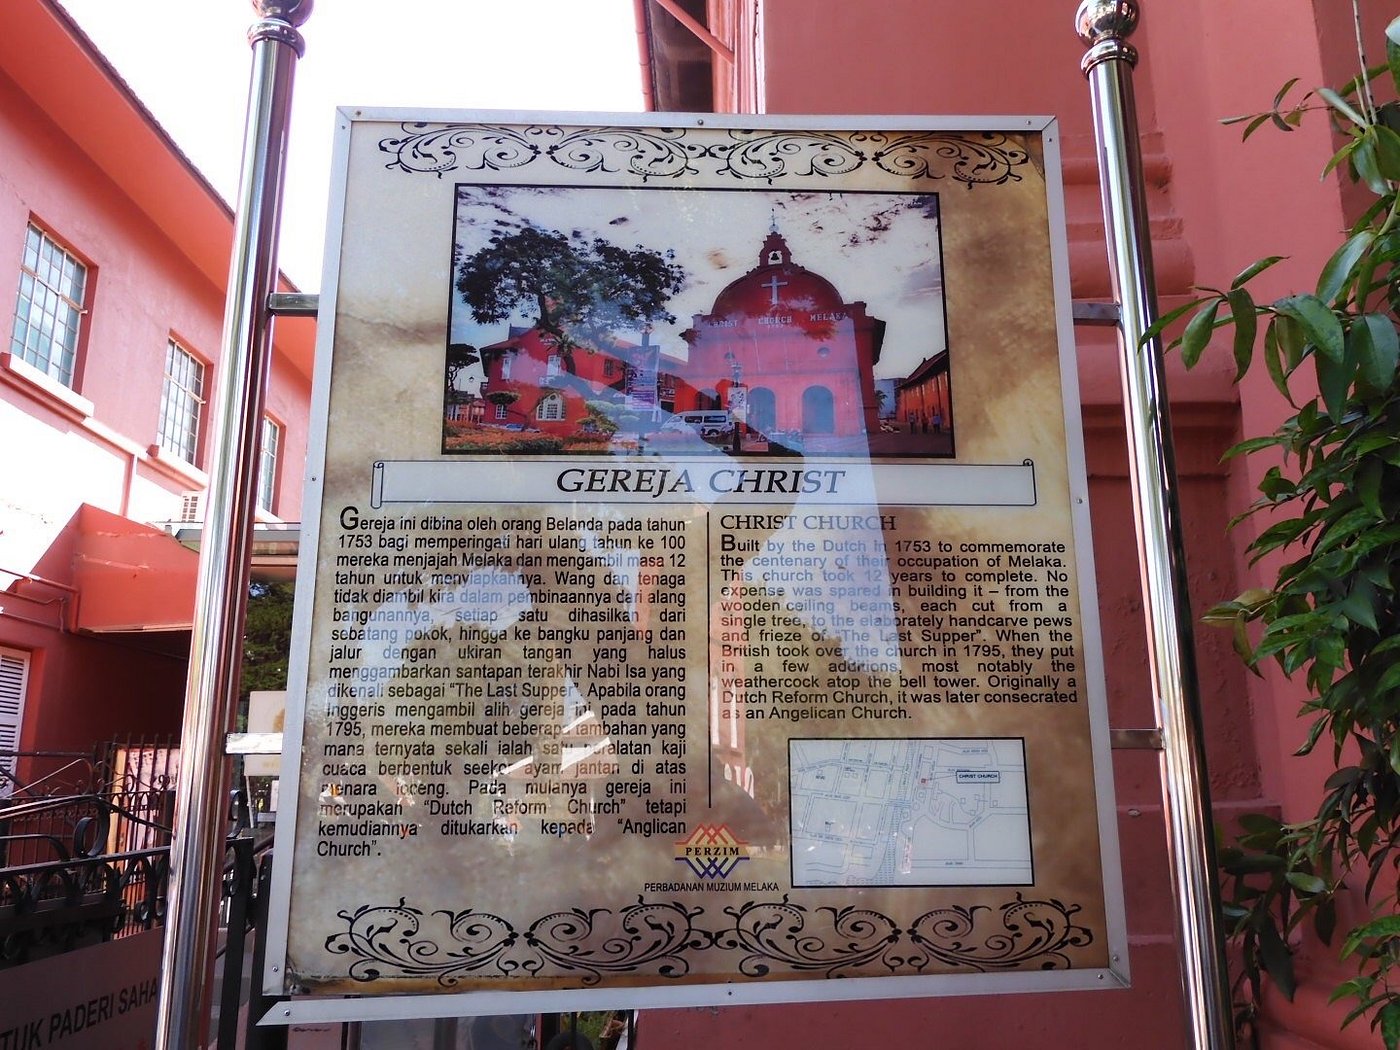 CHRIST CHURCH MELAKA
GEREJA CHRIST
Gereja ini dibina oleh orang Belanda pada tahun
1753 bagi memperingati hari ulang tahun ke 100
mereka menjajah Melaka dan mengambil masa 12
tahun untuk menyiapkannya. Wang dan tenaga
tidak diambil kira dalam pembinaannya dari alang
bangunannya, setiap satu dihasilkan dari
sebatang pokok, hingga ke bangku panjang dan
jalur dengan ukiran tangan yang halus
menggambarkan santapan terakhir Nabi Isa yang
dikenali sebagai “The Last Supper”. Apabila orang
Inggeris mengambil alih gereja ini pada tahun
1795, mereka membuat beberapa tambahan yang
mana ternyata sekali ialah satu peralatan kaji
cuaca berbentuk seekor ayam jantan di atas
menara loceng. Pada mulanya gereja ini
merupakan “Dutch Reform Church” tetapi
kemudiannya ditukarkan kepada “Anglican
Church”.
CHRIST CHURCH
Built by the Dutch in 1753 to commemorate
the centenary of their occupation of Melaka.
This church took 12 years to complete. No
expense was spared in building it – from the
wooden ceiling beams, each cut from a
single tree, to the elaborately handcarve pews
and frieze of “The Last Supper”. When the
British took over the church in 1795, they put
in a few additions, most notably the
weathercock atop the bell tower. Originally a
Dutch Reform Church, it was later consecrated
as an Angelican Church.
CHRIST CHURCH
PERZIM
PERBADANAN MUZIUM MELAKA
TUK PADERI SAHA